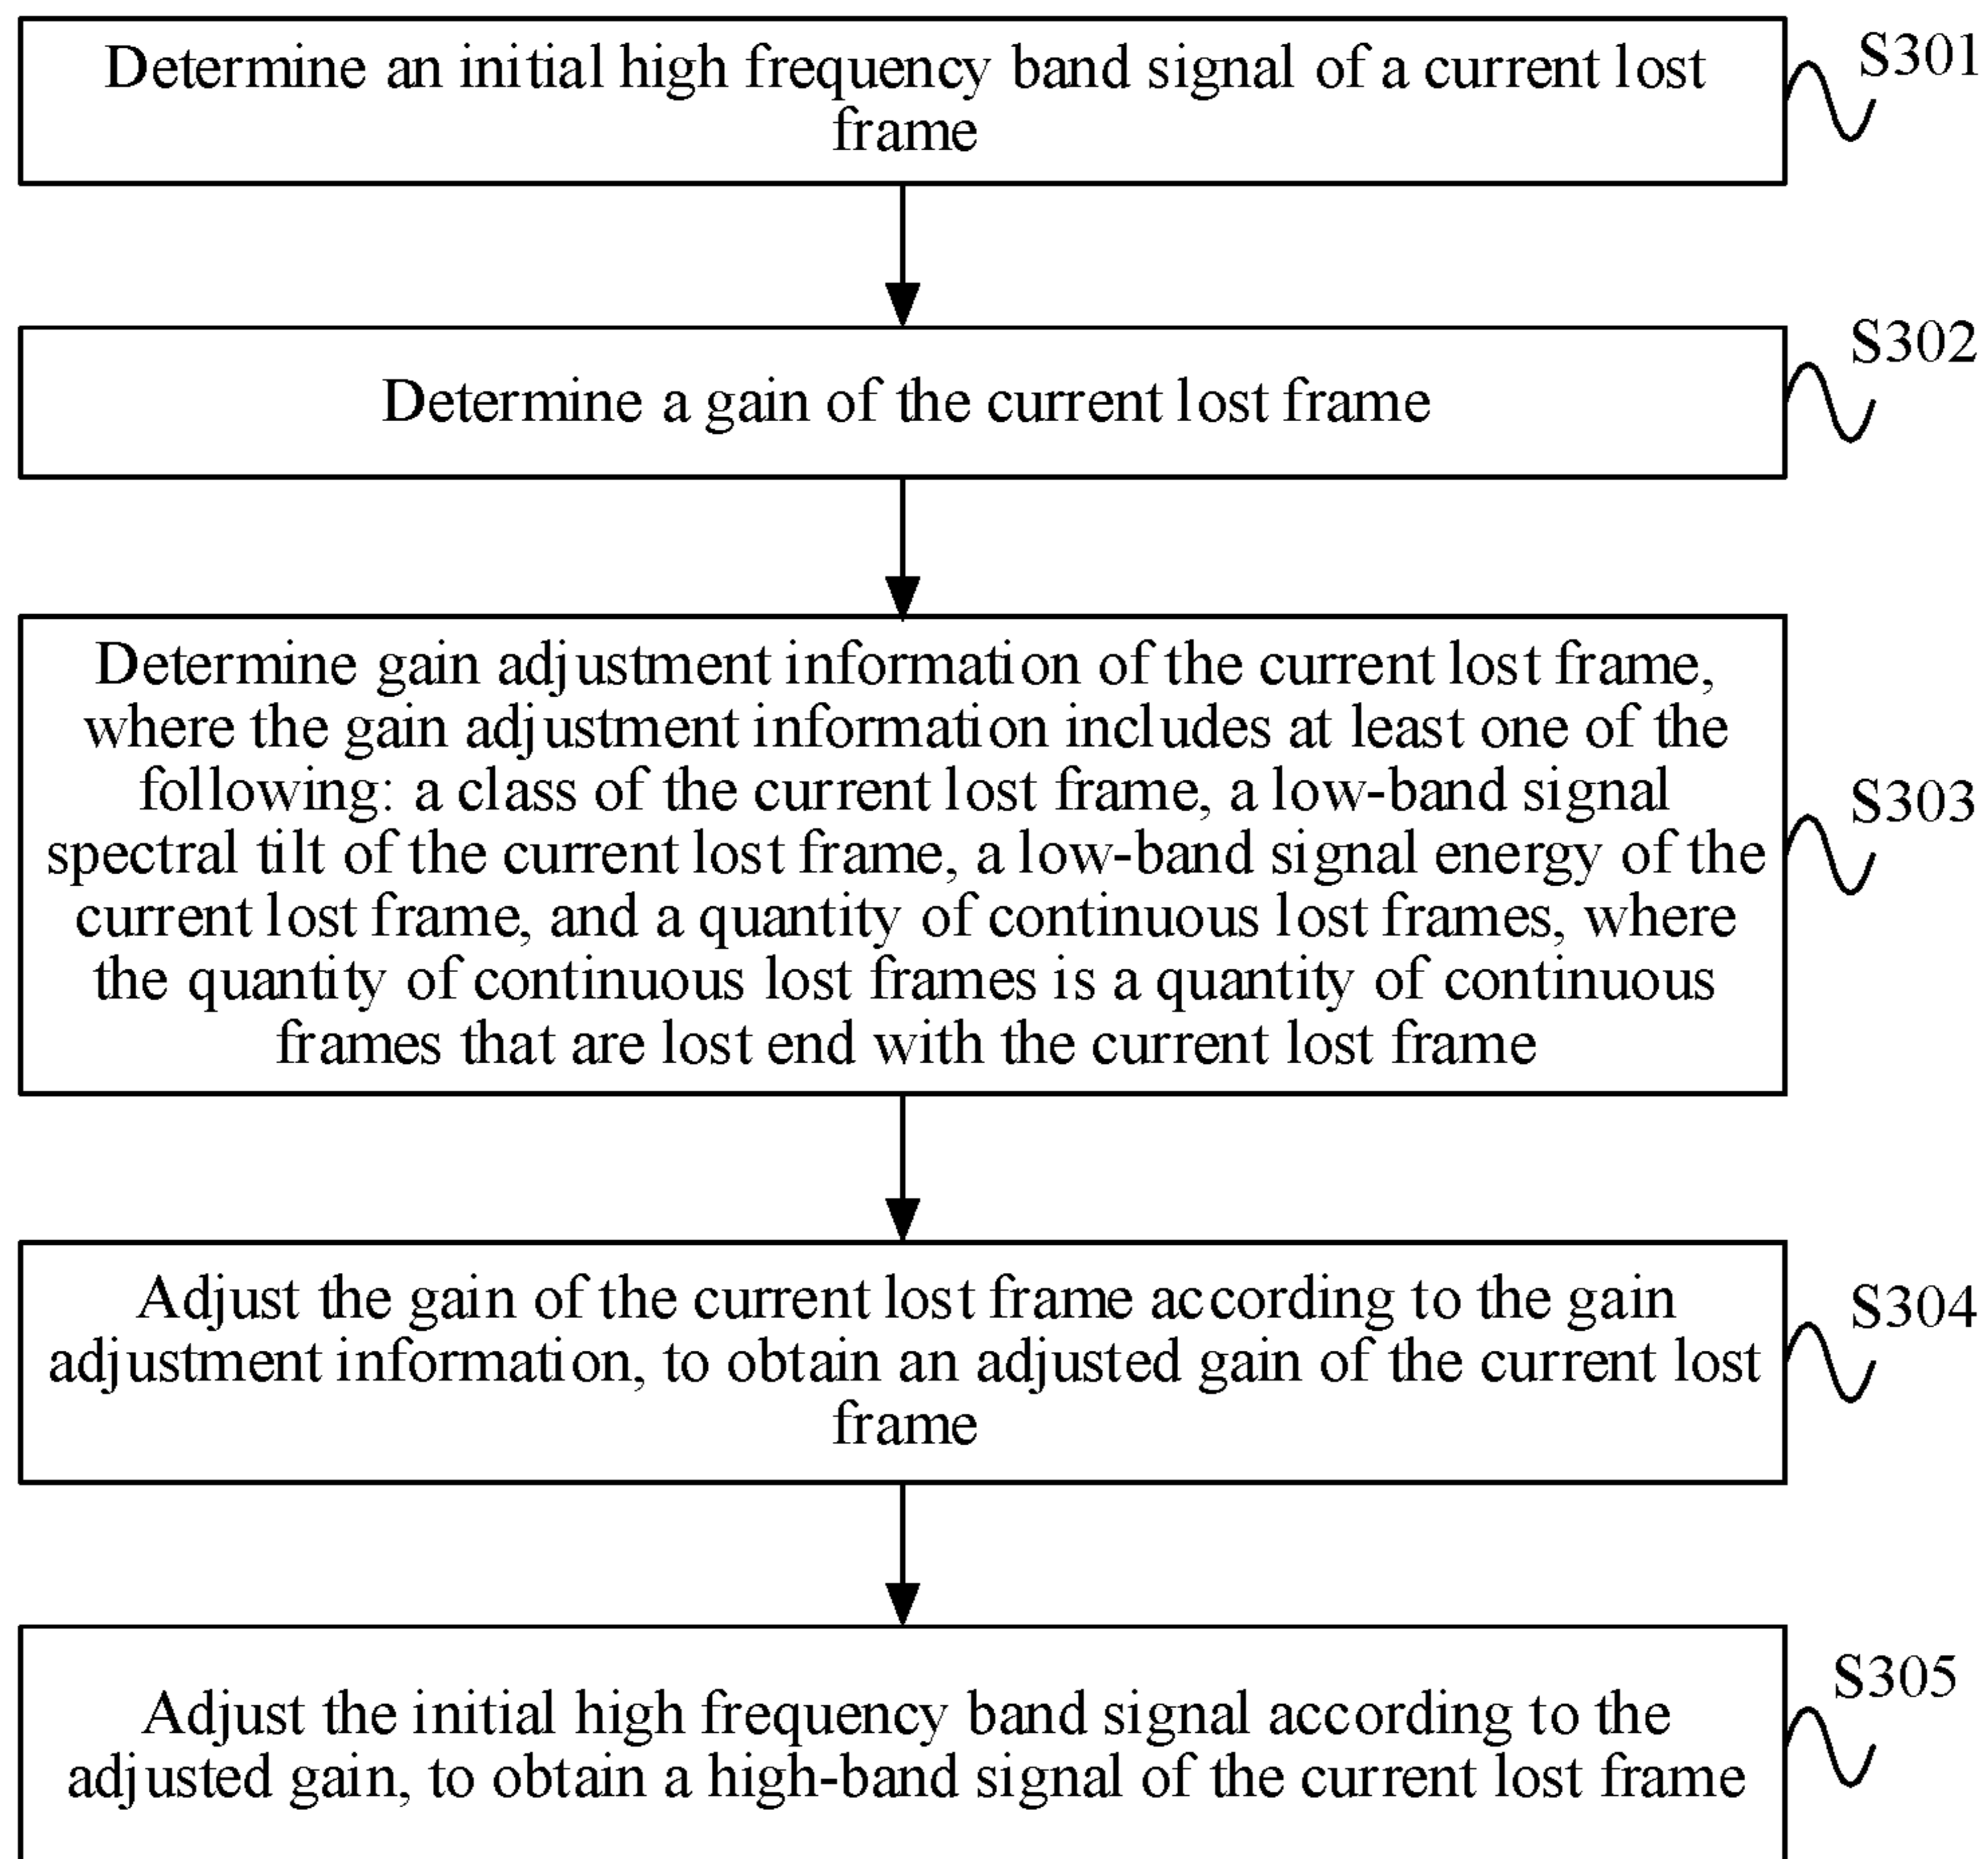 Determine an initial high frequency band signal of a current lost
frame
S301
Determine a gain of the current lost frame
S302
Determine gain adjustment information of the current lost frame,
where the gain adjustment information includes at least one of the
following: a class of the current lost frame, a low-band signal
spectral tilt of the current lost frame, a low-band signal energy of the
current lost frame, and a quantity of continuous lost frames, where
the quantity of continuous lost frames is a quantity of continuous
frames that are lost end with the current lost frame
S303
Adjust the gain of the current lost frame according to the gain
adjustment information, to obtain an adjusted gain of the current lost
frame
S304
Adjust the initial high frequency band signal according to the
adjusted gain, to obtain a high-band signal of the current lost frame
S305